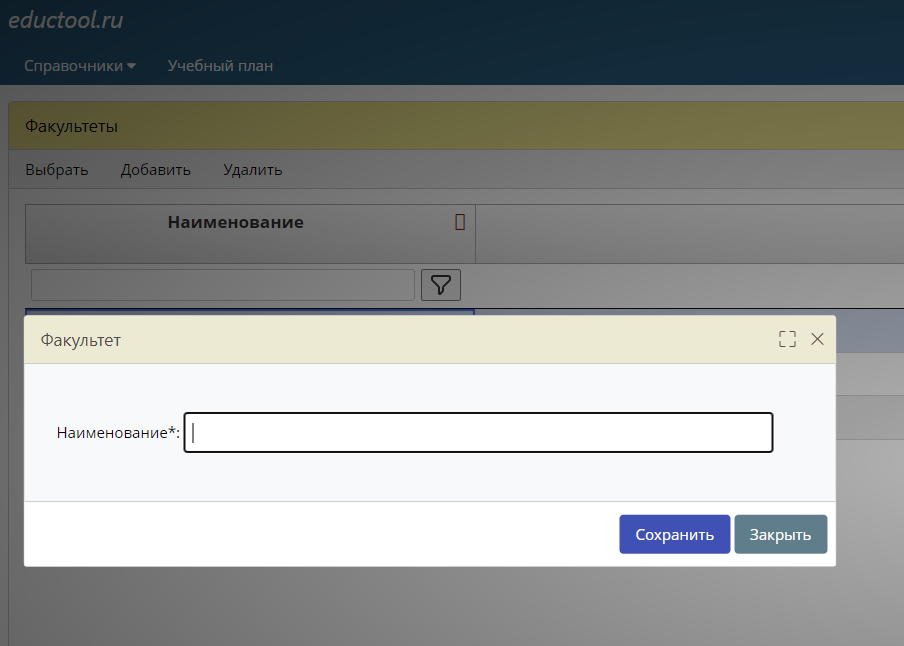 eductool.ru
Справочники Учебный план
Факультеты
Выбрать Добавить Удалить
Наименование
Факультет
Наименование*:
Сохранить Закрыть